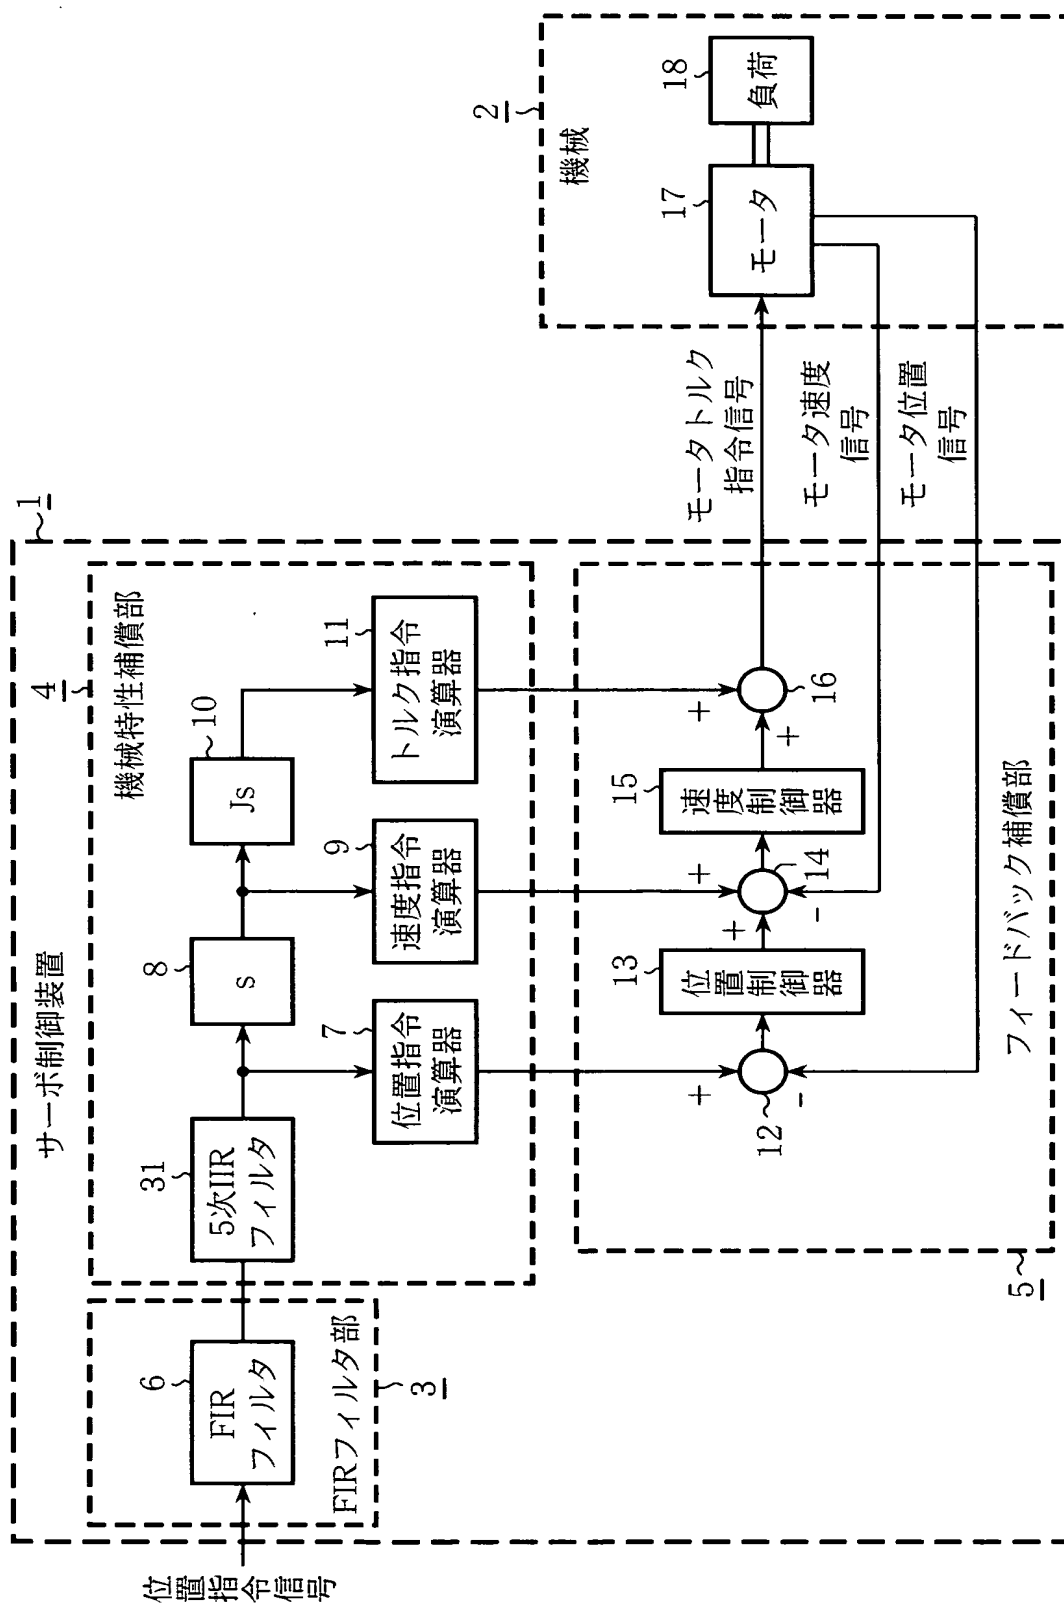 サーボ制御装置
1
4
機械特性補償部
位置指令信号
6
FIR
フィルタ
FIRフィルタ部
3
31
5次IIR
フィルタ
8
s
10
Js
7
位置指令
演算器
9
速度指令
演算器
11
トルク指令
演算器
+
12
-
13
位置制御器
+
+
14
-
15
速度制御器
+
+
16
5
フィードバック補償部
モータトルク
指令信号
モータ速度
信号
モータ位置
信号
2
機械
17
モータ
18
負荷